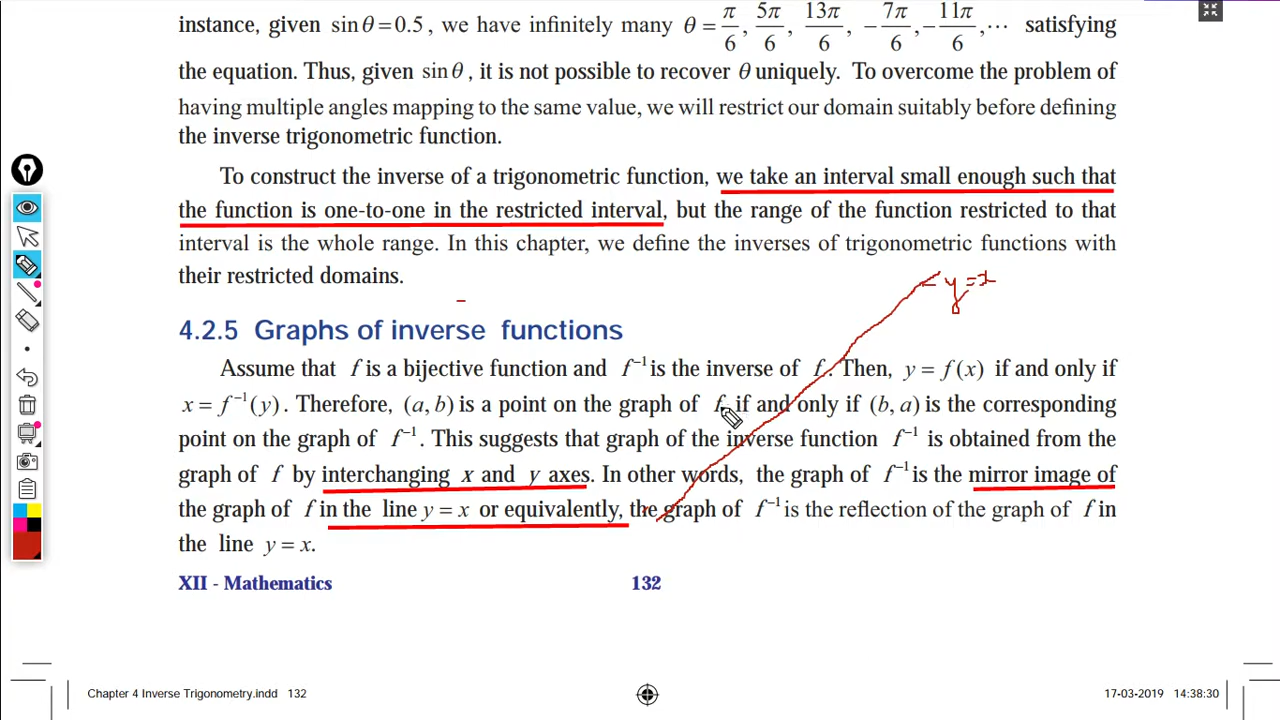 instance, given sin θ = 0.5 , we have infinitely many θ = π/6, 5π/6, 13π/6, −7π/6, −11π/6, ⋯ satisfying
the equation. Thus, given sin θ , it is not possible to recover θ uniquely. To overcome the problem of
having multiple angles mapping to the same value, we will restrict our domain suitably before defining
the inverse trigonometric function.
To construct the inverse of a trigonometric function, we take an interval small enough such that
the function is one-to-one in the restricted interval, but the range of the function restricted to that
interval is the whole range. In this chapter, we define the inverses of trigonometric functions with
their restricted domains.
y = x
4.2.5 Graphs of inverse functions
Assume that f is a bijective function and f⁻¹ is the inverse of f . Then, y = f (x) if and only if
x = f⁻¹(y) . Therefore, (a, b) is a point on the graph of f if and only if (b, a) is the corresponding
point on the graph of f⁻¹. This suggests that graph of the inverse function f⁻¹ is obtained from the
graph of f by interchanging x and y axes. In other words, the graph of f⁻¹ is the mirror image of
the graph of f in the line y = x or equivalently, the graph of f⁻¹ is the reflection of the graph of f in
the line y = x.
XII - Mathematics 132
Chapter 4 Inverse Trigonometry.indd 132 17-03-2019 14:38:30